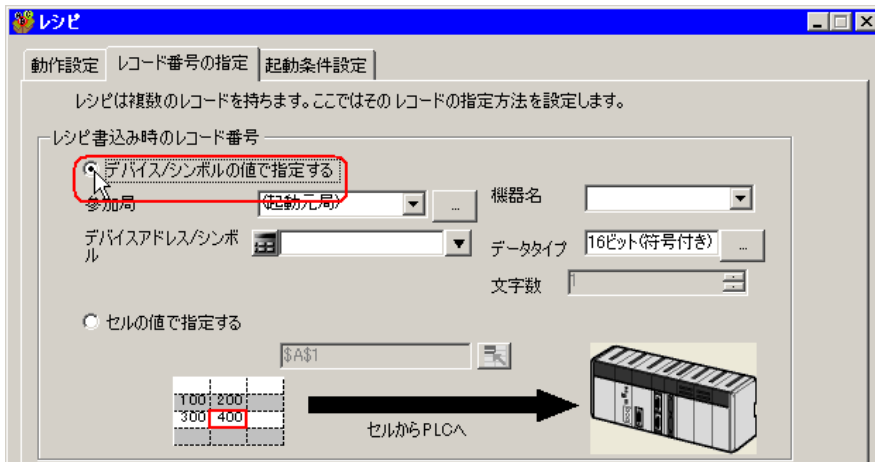 レシピ
動作設定 レコード番号の指定 起動条件設定
レシピは複数のレコードを持ちます。ここではそのレコードの指定方法を設定します。
レシピ書込み時のレコード番号
デバイス/シンボルの値で指定する
参加局 (起動元局) ... 機器名
デバイスアドレス/シンボ
ル
データタイプ 16ビット(符号付き) ...
文字数 1
セルの値で指定する
$A$1
100 200
300 400
セルからPLCへ